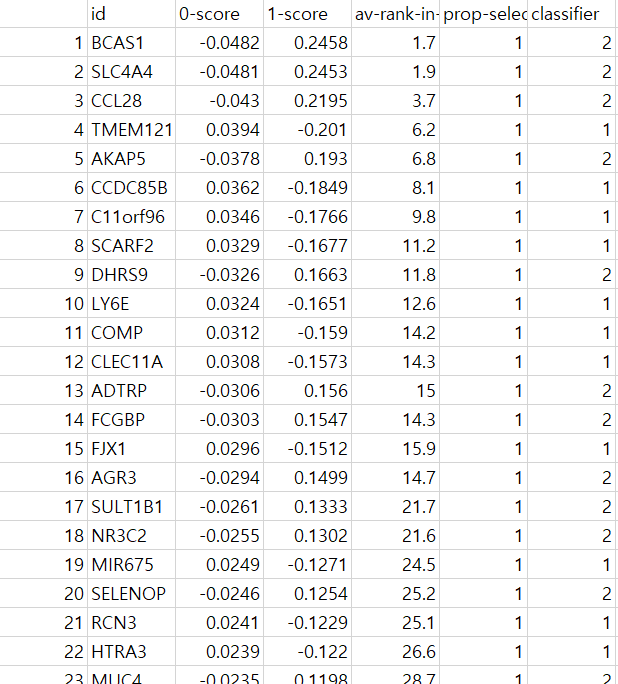 id 0-score 1-score av-rank-in- prop-selec classifier
1 BCAS1 -0.0482 0.2458 1.7 1 2
2 SLC4A4 -0.0481 0.2453 1.9 1 2
3 CCL28 -0.043 0.2195 3.7 1 2
4 TMEM121 0.0394 -0.201 6.2 1 1
5 AKAP5 -0.0378 0.193 6.8 1 2
6 CCDC85B 0.0362 -0.1849 8.1 1 1
7 C11orf96 0.0346 -0.1766 9.8 1 1
8 SCARF2 0.0329 -0.1677 11.2 1 1
9 DHRS9 -0.0326 0.1663 11.8 1 2
10 LY6E 0.0324 -0.1651 12.6 1 1
11 COMP 0.0312 -0.159 14.2 1 1
12 CLEC11A 0.0308 -0.1573 14.3 1 1
13 ADTRP -0.0306 0.156 15 1 2
14 FCGBP -0.0303 0.1547 14.3 1 2
15 FJX1 0.0296 -0.1512 15.9 1 1
16 AGR3 -0.0294 0.1499 14.7 1 2
17 SULT1B1 -0.0261 0.1333 21.7 1 2
18 NR3C2 -0.0255 0.1302 21.6 1 2
19 MIR675 0.0249 -0.1271 24.5 1 1
20 SELENOP -0.0246 0.1254 25.2 1 2
21 RCN3 0.0241 -0.1229 25.1 1 1
22 HTRA3 0.0239 -0.122 26.6 1 1
23 MUC4 -0.0235 0.1198 28.7 1 2